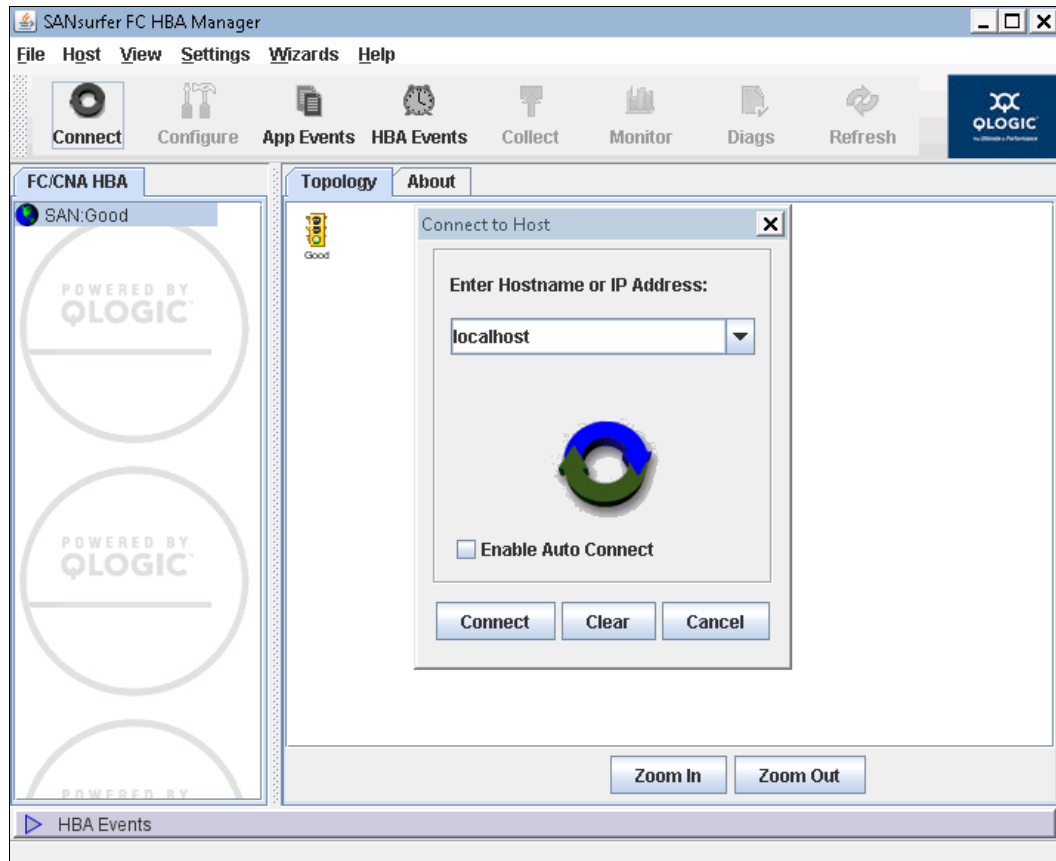 SANsurfer FC HBA Manager
File Host View Settings Wizards Help
Connect Configure App Events HBA Events Collect Monitor Diags Refresh
QLOGIC
FC/CNA HBA
SAN:Good
POWERED BY
QLOGIC
POWERED BY
QLOGIC
POWERED BY
Topology About
Good
Connect to Host
Enter Hostname or IP Address:
localhost
Enable Auto Connect
Connect Clear Cancel
Zoom In Zoom Out
HBA Events